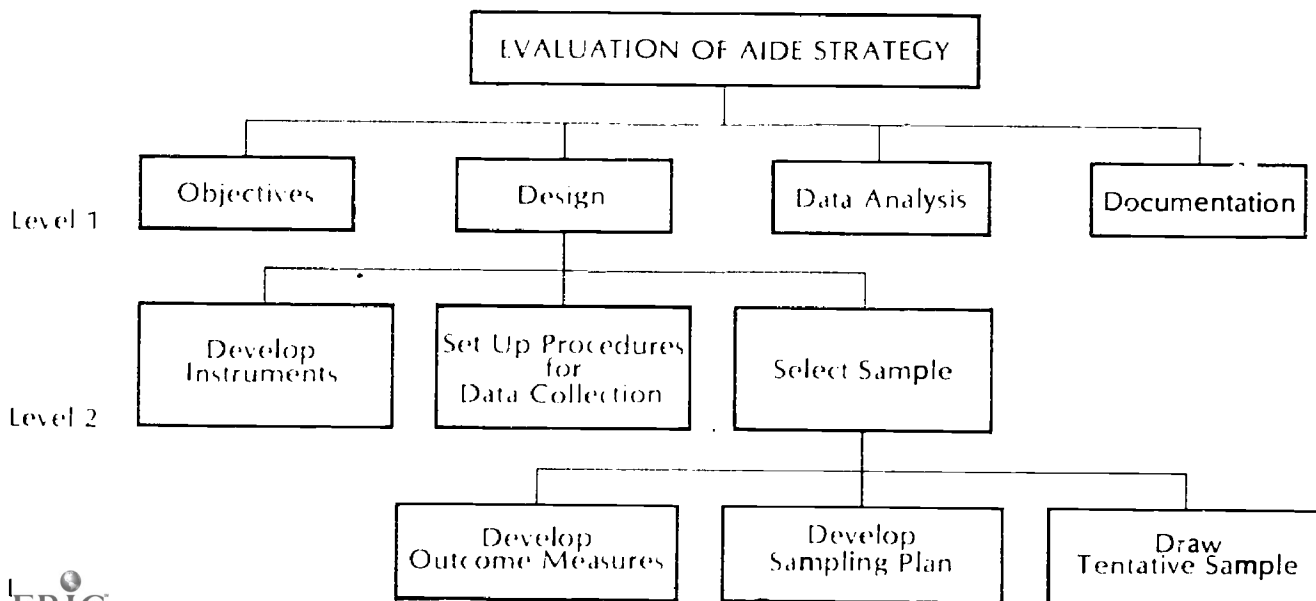 EVALUATION OF AIDE STRATEGY
Objectives
Design
Data Analysis
Documentation
Level 1
Develop
Instruments
Set Up Procedures
for
Data Collection
Select Sample
Level 2
Develop
Outcome Measures
Develop
Sampling Plan
Draw
Tentative Sample
ERIC